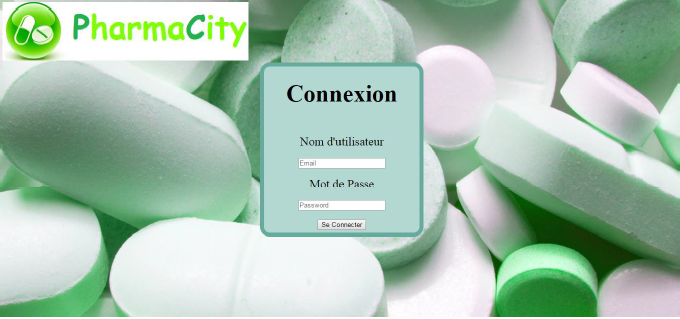 PharmaCity
Connexion
Nom d'utilisateur
Email
Mot de Passe
Password
Se Connecter